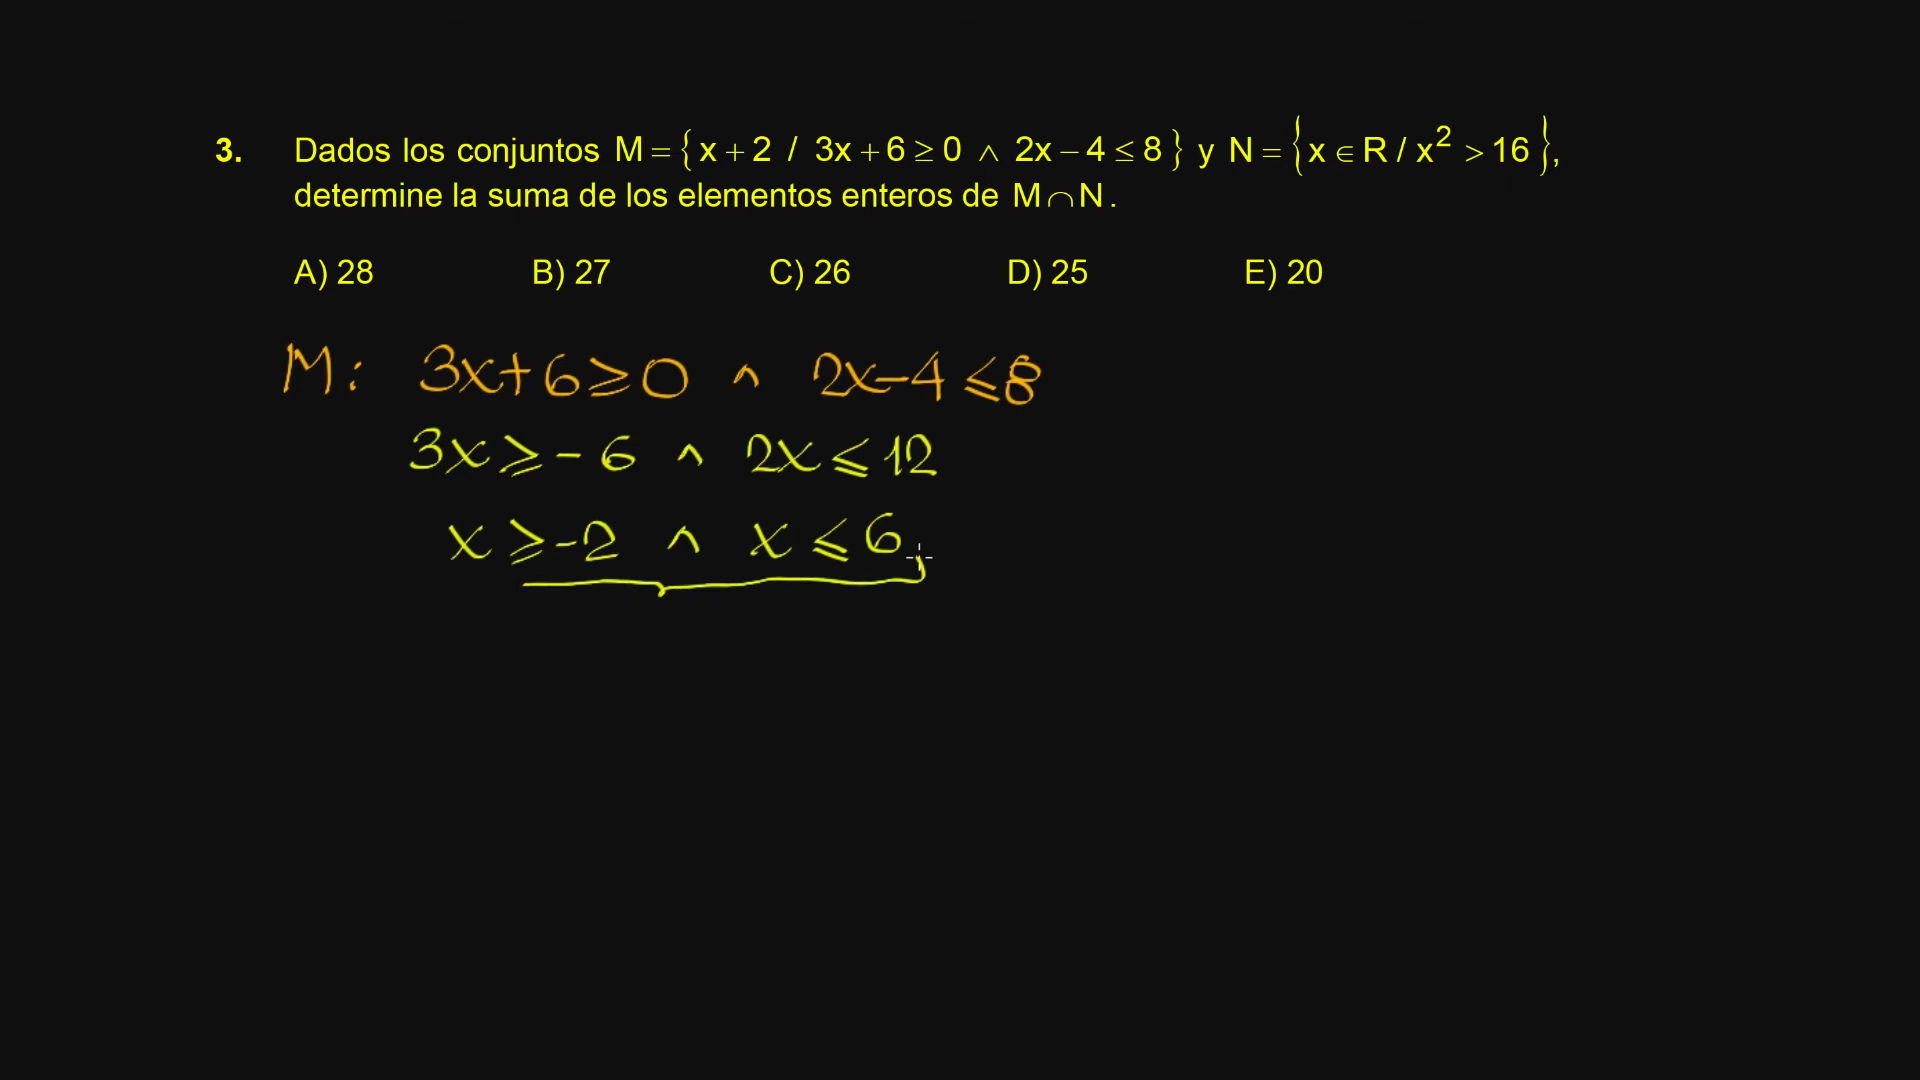 3. Dados los conjuntos M = {x + 2 / 3x + 6 ≥ 0 ∧ 2x − 4 ≤ 8} y N = {x ∈ R / x² > 16},
determine la suma de los elementos enteros de M ∩ N.
A) 28 B) 27 C) 26 D) 25 E) 20
M: 3x+6≥0 ∧ 2x−4≤8
3x ≥ −6 ∧ 2x ≤ 12
x ≥ −2 ∧ x ≤ 6